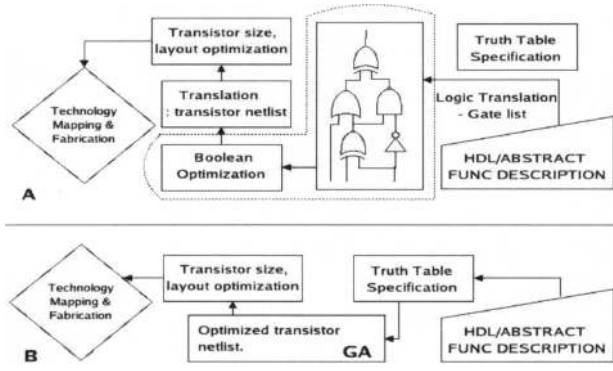 Transistor size,
layout optimization
Truth Table
Specification
Technology
Mapping &
Fabrication
Translation
: transistor netlist
Logic Translation
- Gate list
Boolean
Optimization
HDL/ABSTRACT
FUNC DESCRIPTION
A
Transistor size,
layout optimization
Truth Table
Specification
Technology
Mapping &
Fabrication
Optimized transistor
netlist.
GA
HDL/ABSTRACT
FUNC DESCRIPTION
B